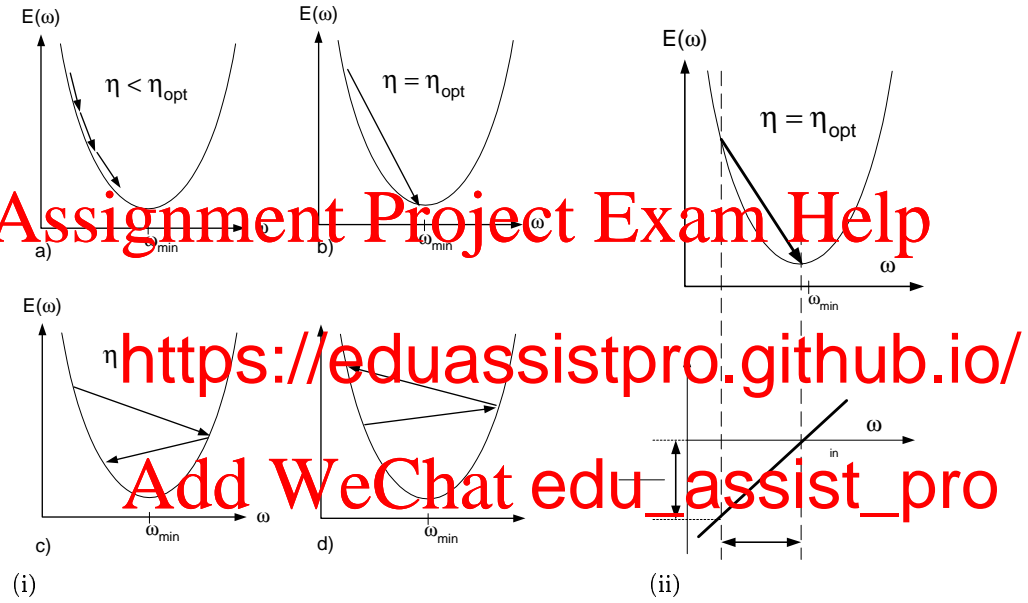 E(ω)
η < η_opt
ω_min
ω
a)
E(ω)
η = η_opt
ω_min
ω
b)
E(ω)
η
ω_min
ω
c)
ω_min
d)
(i)
E(ω)
η = η_opt
ω
ω_min
ω
in
(ii)
Assignment Project Exam Help
https://eduassistpro.github.io/
Add WeChat edu_assist_pro